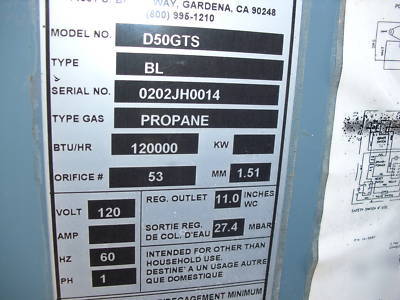 WAY, GARDENA, CA 90248
(800) 995-1210
MODEL NO. D50GTS
TYPE BL
SERIAL NO. 0202JH0014
TYPE GAS PROPANE
BTU/HR 120000 KW
ORIFICE # 53 MM 1.51
VOLT 120
AMP
HZ 60
PH 1
REG. OUTLET 11.0 INCHES WC
SORTIE REG. DE COL. D'EAU 27.4 MBAR
INTENDED FOR OTHER THAN
HOUSEHOLD USE.
DESTINE' A UN USAGE AUTRE
QUE DOMESTIQUE
DEGAGEMENT MINIMUM